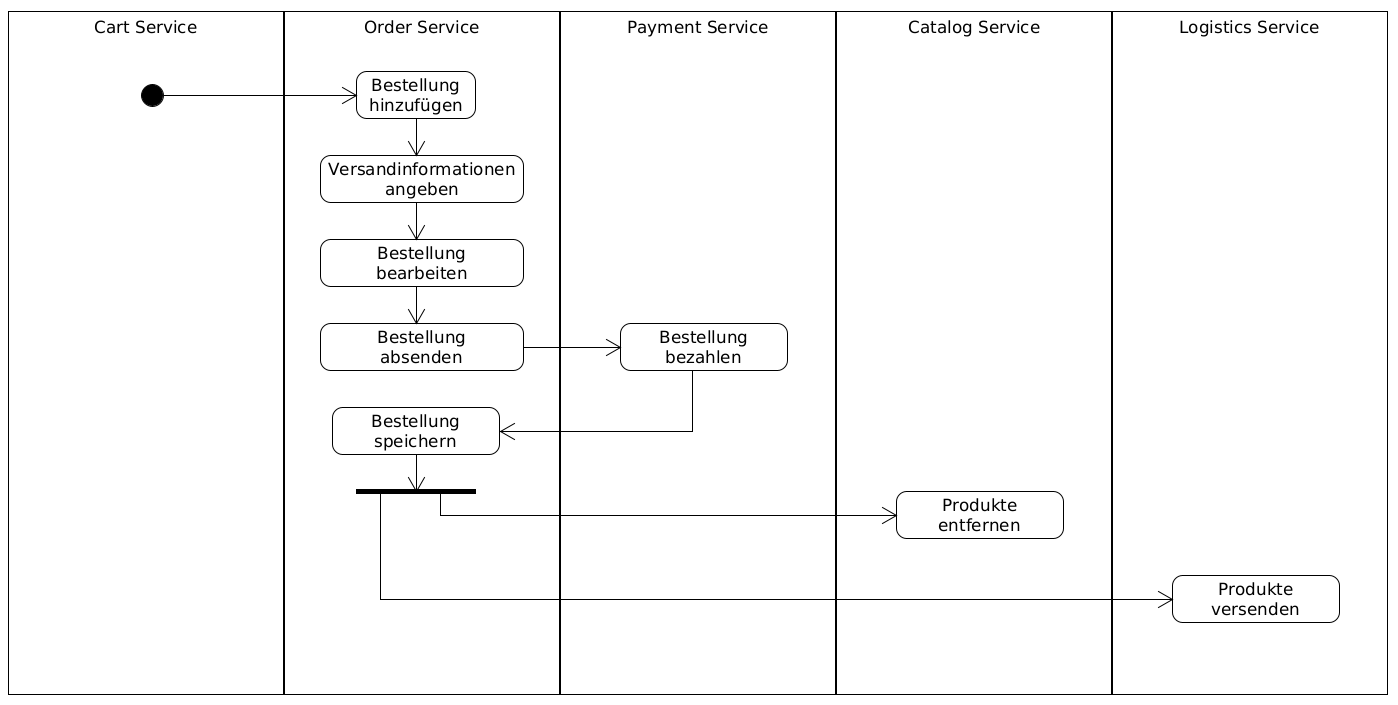 Cart Service
Order Service
Payment Service
Catalog Service
Logistics Service
Bestellung
hinzufügen
Versandinformationen
angeben
Bestellung
bearbeiten
Bestellung
absenden
Bestellung
bezahlen
Bestellung
speichern
Produkte
entfernen
Produkte
versenden